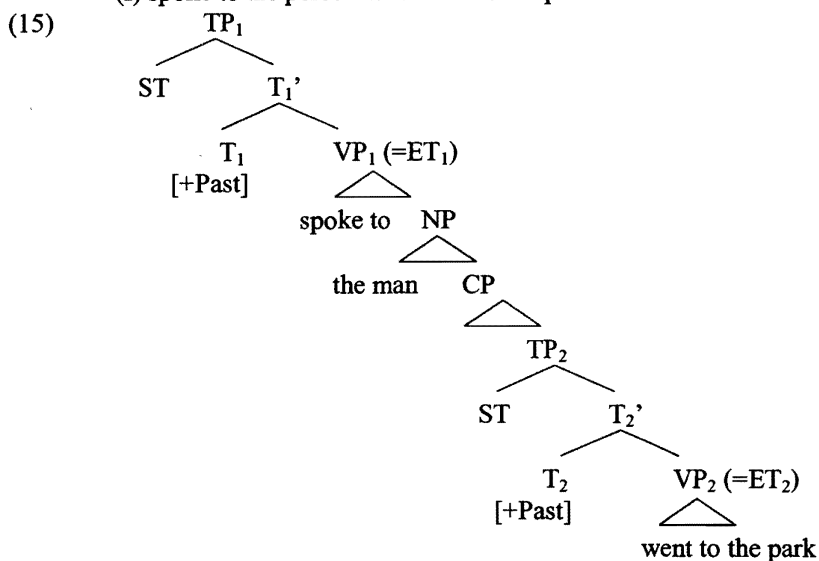 (15)
TP₁
ST T₁’
T₁ VP₁ (=ET₁)
[+Past]
spoke to NP
the man CP
TP₂
ST T₂’
T₂ VP₂ (=ET₂)
[+Past]
went to the park